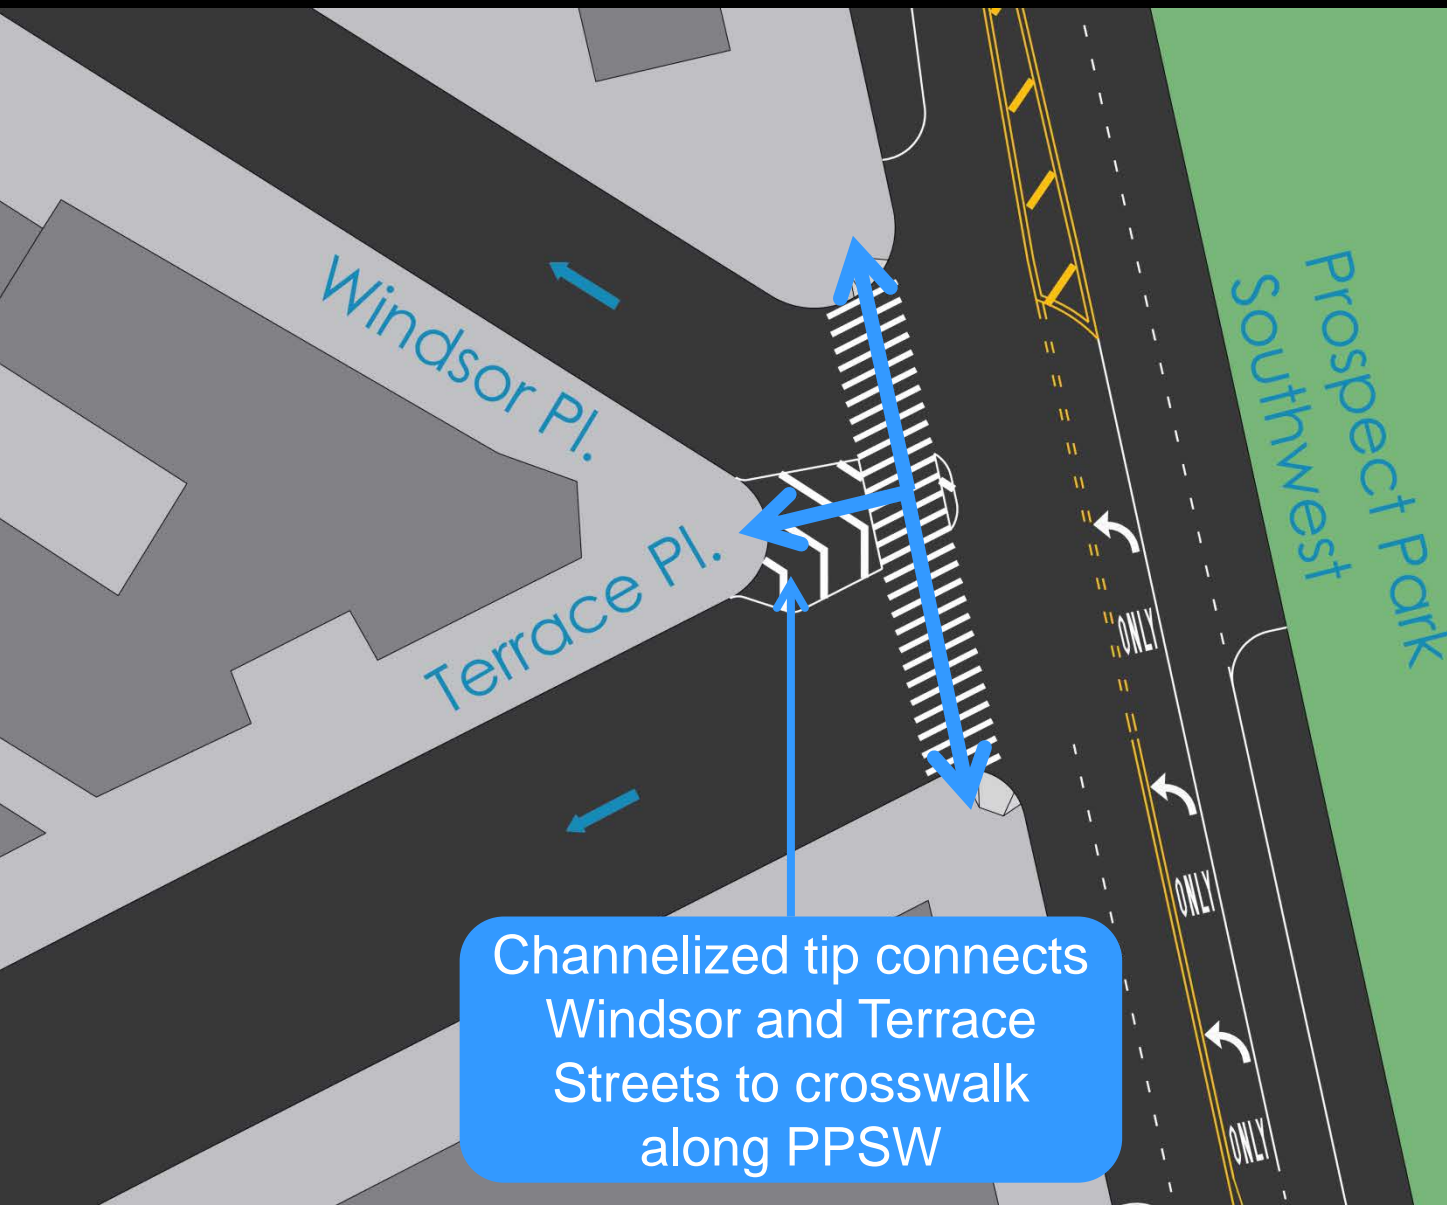 Windsor Pl.
Terrace Pl.
Prospect Park
Southwest
ONLY
ONLY
ONLY
Channelized tip connects
Windsor and Terrace
Streets to crosswalk
along PPSW